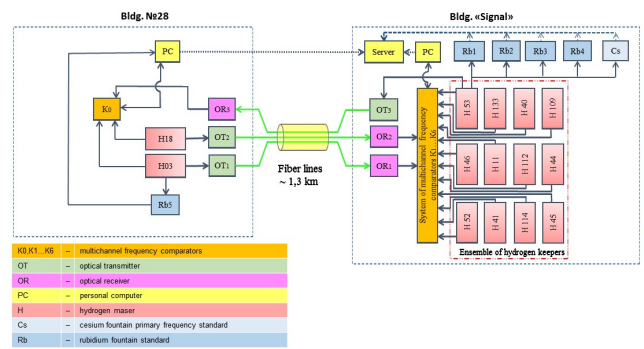 Bldg. №28
Bldg. «Signal»
PC
Server
PC
Rb1
Rb2
Rb3
Rb4
Cs
K0
OR3
OT3
H18
OT2
OR2
H03
OT1
OR1
Rb5
Fiber lines
~ 1,3 km
System of multichannel frequency
comparators K1 K6
H 53
H 133
H 40
H 109
H 46
H 11
H 112
H 44
H 52
H 41
H 114
H 45
Ensemble of hydrogen keepers
K0,K1…K6 – multichannel frequency comparators
OT – optical transmitter
OR – optical receiver
PC – personal computer
H – hydrogen maser
Cs – cesium fountain primary frequency standard
Rb – rubidium fountain standard